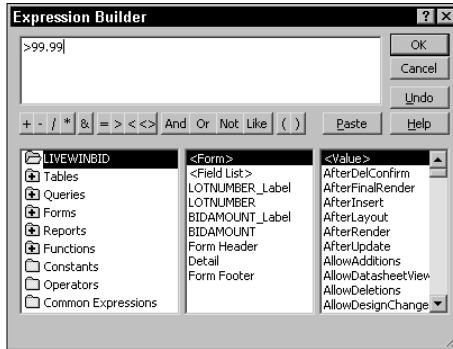 Expression Builder ? X
>99.99
OK
Cancel
Undo
+ - / * & = > < <> And Or Not Like ( ) Paste Help
LIVEWINBID
Tables
Queries
Forms
Reports
Functions
Constants
Operators
Common Expressions
<Form>
<Field List>
LOTNUMBER_Label
LOTNUMBER
BIDAMOUNT_Label
BIDAMOUNT
Form Header
Detail
Form Footer
<Value>
AfterDelConfirm
AfterFinalRender
AfterInsert
AfterLayout
AfterRender
AfterUpdate
AllowAdditions
AllowDatasheetView
AllowDeletions
AllowDesignChange